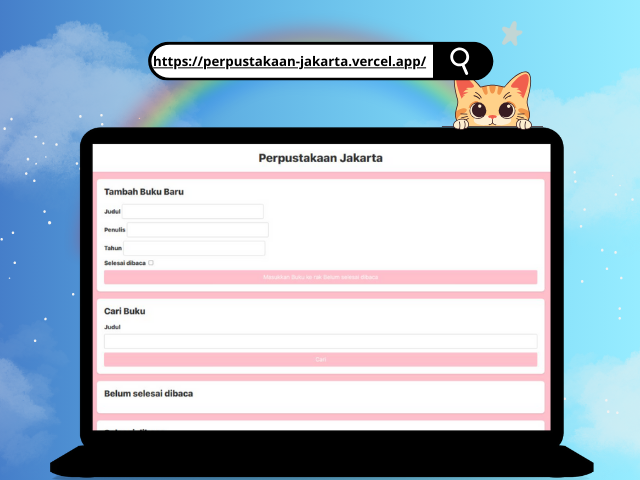 https://perpustakaan-jakarta.vercel.app/
Perpustakaan Jakarta
Tambah Buku Baru
Judul
Penulis
Tahun
Selesai dibaca
Masukkan Buku ke rak Belum selesai dibaca
Cari Buku
Judul
Cari
Belum selesai dibaca